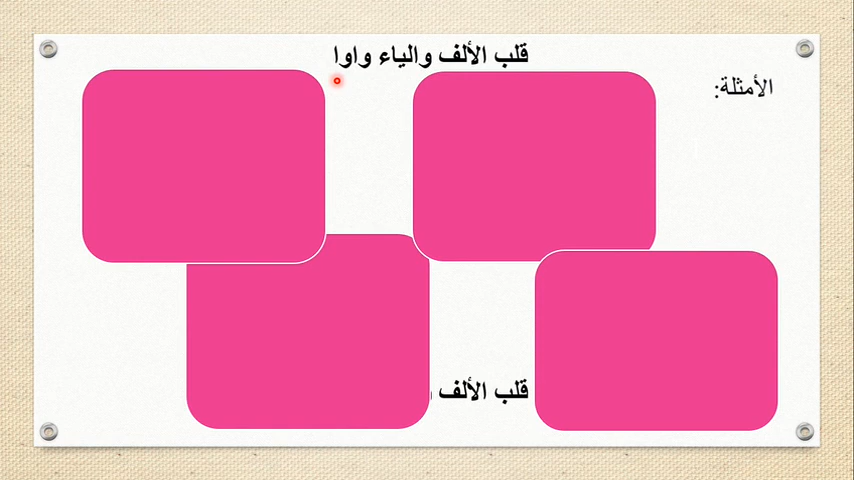 قلب الألف والياء واوا
الأمثلة:
قلب الألف